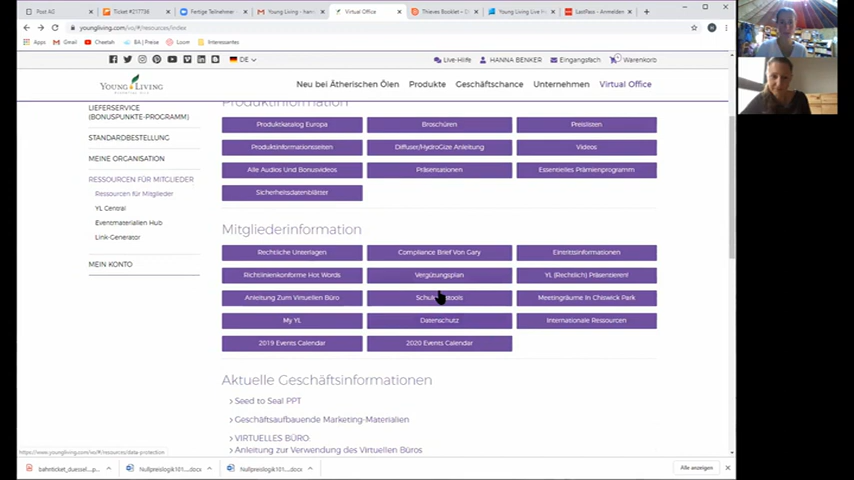 Post AG
Ticket #217738
Fertige Teilnehmer
Young Living - han
Virtual Office
Thieves Booklet - D
Young Living Live H
LastPass - Anmelden
youngliving.com/vo/#/resources/index
Apps Gmail Cheetah BA | Preise Loom Interessantes
DE Live-Hilfe HANNA BENKER Eingangsfach Warenkorb
YOUNG LIVING
Neu bei Ätherischen Ölen Produkte Geschäftschance Unternehmen Virtual Office
LIEFERSERVICE
(BONUSPUNKTE-PROGRAMM)
STANDARDBESTELLUNG
MEINE ORGANISATION
RESSOURCEN FÜR MITGLIEDER
Ressourcen für Mitglieder
YL Central
Eventmaterialien Hub
Link-Generator
MEIN KONTO
Produktinformation
Produktkatalog Europa Broschüren Preislisten
Produktinformationsseiten Diffuser/HydroGize Anleitung Videos
Alle Audios Und Bonusvideos Präsentationen Essentielles Prämienprogramm
Sicherheitsdatenblätter
Mitgliederinformation
Rechtliche Unterlagen Compliance Brief Von Gary Eintrittsinformationen
Richtlinienkonforme Hot Words Vergütungsplan YL (Rechtlich) Präsentieren!
Anleitung Zum Virtuellen Büro Meetingräume In Chiswick Park
My YL Datenschutz Internationale Ressourcen
2019 Events Calendar 2020 Events Calendar
Aktuelle Geschäftsinformationen
Seed to Seal PPT
Geschäftsaufbauende Marketing-Materialien
VIRTUELLES BÜRO:
Anleitung zur Verwendung des Virtuellen Büros
https://www.youngliving.com/vo/#/resources/data-protection
bahnticket_duessel....p... Nullpreislogik101....docx Nullpreislogik101....docx Alle anzeigen